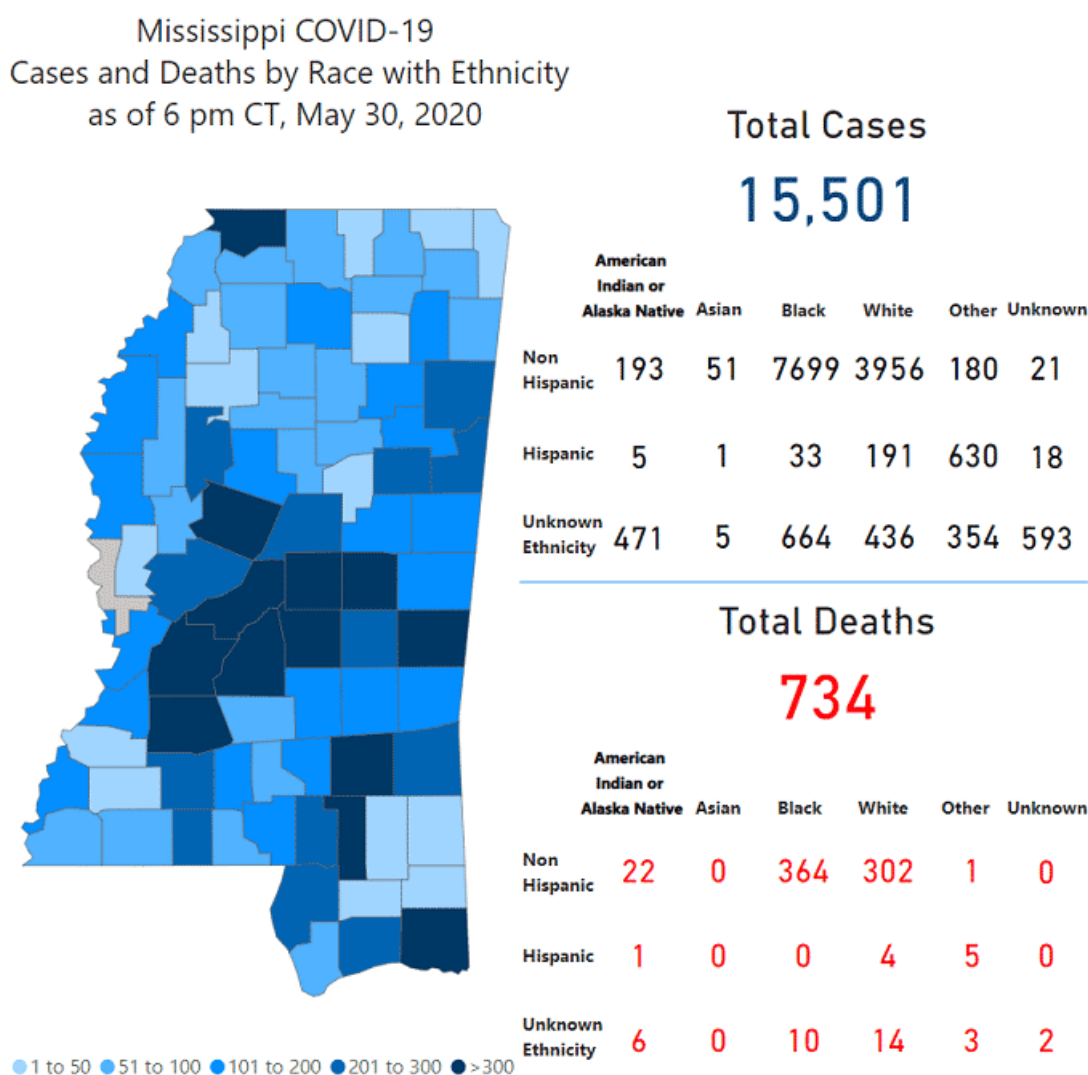 Mississippi COVID-19
Cases and Deaths by Race with Ethnicity
as of 6 pm CT, May 30, 2020
Total Cases
15,501
American
Indian or
Alaska Native Asian Black White Other Unknown
Non
Hispanic 193 51 7699 3956 180 21
Hispanic 5 1 33 191 630 18
Unknown
Ethnicity 471 5 664 436 354 593
Total Deaths
734
American
Indian or
Alaska Native Asian Black White Other Unknown
Non
Hispanic 22 0 364 302 1 0
Hispanic 1 0 0 4 5 0
Unknown
Ethnicity 6 0 10 14 3 2
1 to 50 51 to 100 101 to 200 201 to 300 >300